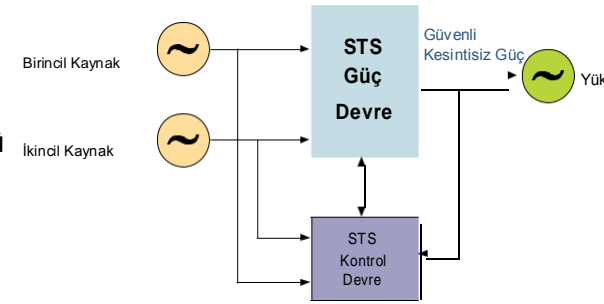 Birincil Kaynak
İkincil Kaynak
STS
Güç
Devre
Güvenli
Kesintisiz Güç
Yük
STS
Kontrol
Devre